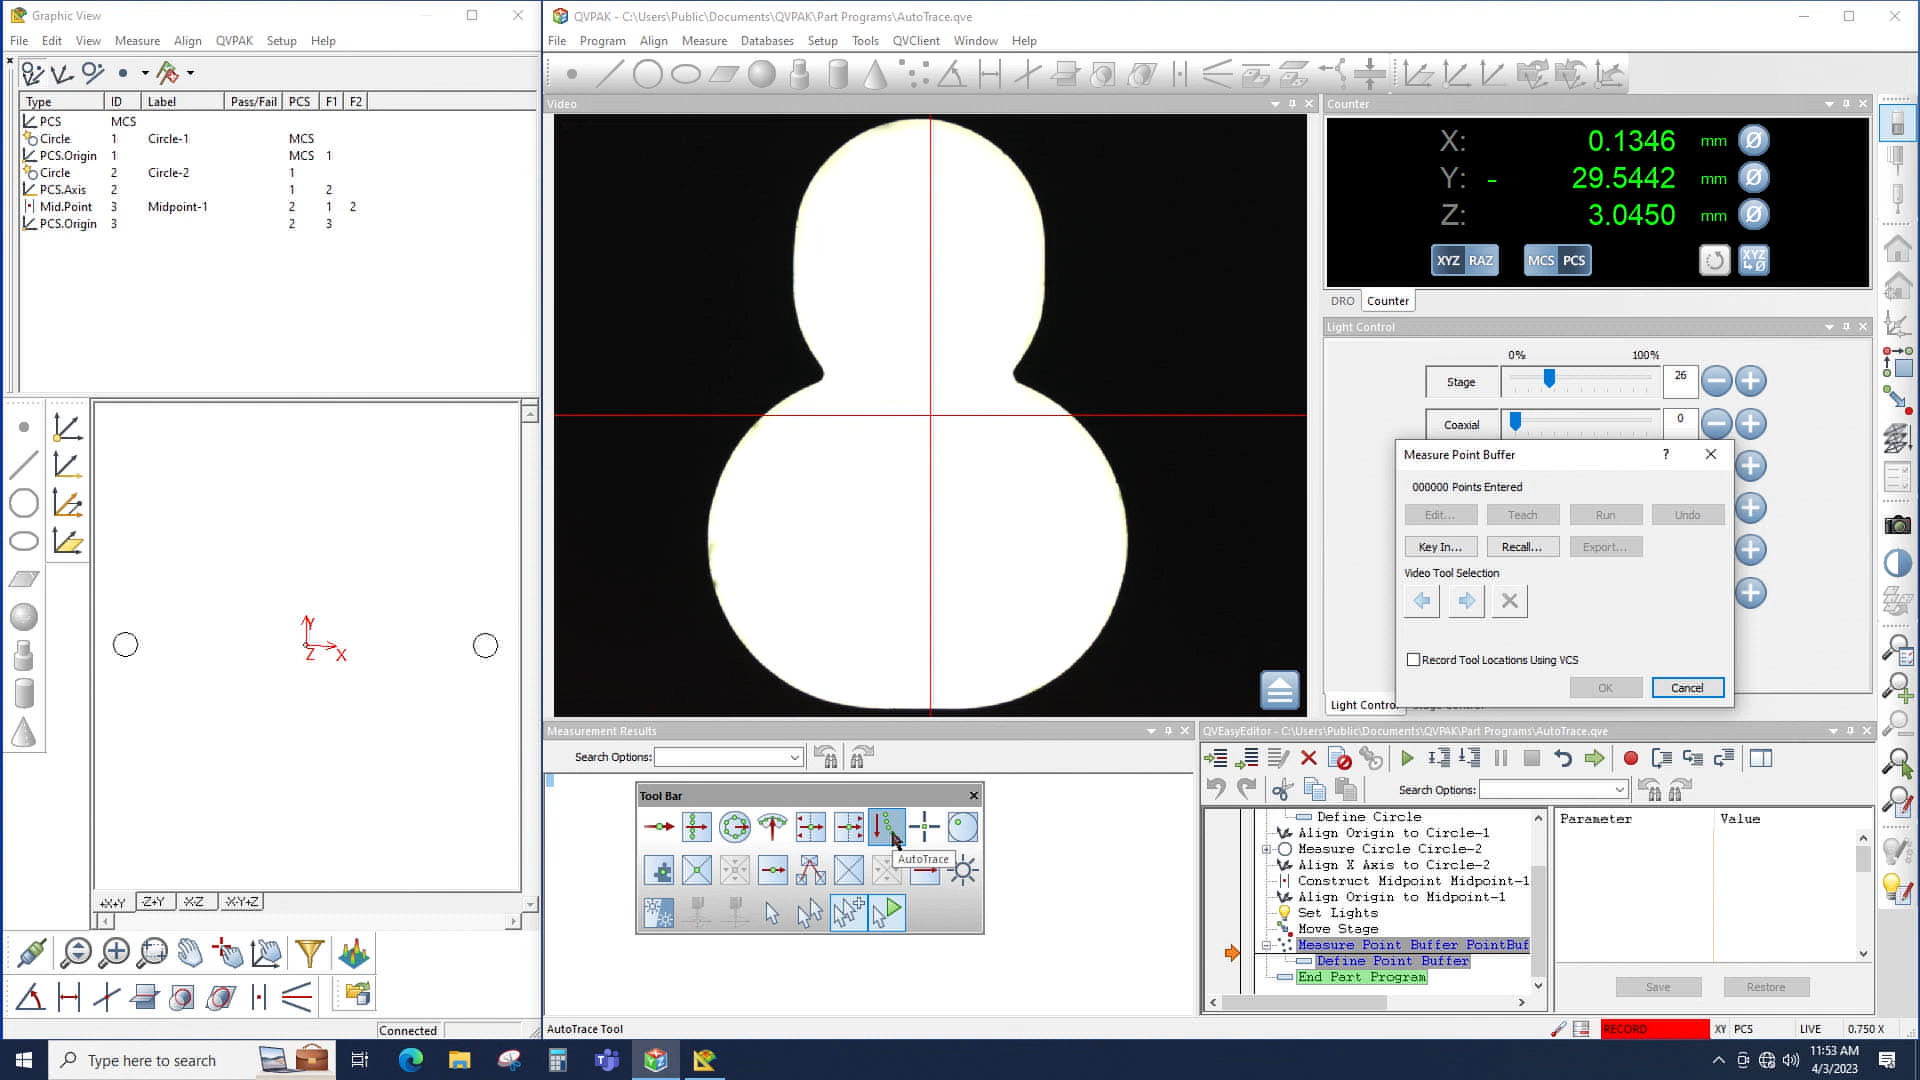 Graphic View
File Edit View Measure Align QVPAK Setup Help
Type ID Label Pass/Fail PCS F1 F2
PCS MCS
Circle 1 Circle-1 MCS
PCS.Origin 1 MCS 1
Circle 2 Circle-2 1
PCS.Axis 2 1 2
Mid.Point 3 Midpoint-1 2 1 2
PCS.Origin 3 2 3
Y
Z X
+X+Y -Z+Y X-Z -X-Y+Z
Connected
QVPAK - C:\Users\Public\Documents\QVPAK\Part Programs\AutoTrace.qve
File Program Align Measure Databases Setup Tools QVClient Window Help
Video
Counter
X: 0.1346 mm
Y: - 29.5442 mm
Z: 3.0450 mm
XYZ RAZ MCS PCS XYZ
DRO Counter
Light Control
0% 100%
Stage 26
Coaxial 0
Measure Point Buffer ?
000000 Points Entered
Edit... Teach Run Undo
Key In... Recall... Export...
Video Tool Selection
Record Tool Locations Using VCS
OK Cancel
Light Control
Measurement Results
Search Options:
Tool Bar
AutoTrace
QVEasyEditor - C:\Users\Public\Documents\QVPAK\Part Programs\AutoTrace.qve
Search Options:
Define Circle
Align Origin to Circle-1
Measure Circle Circle-2
Align X Axis to Circle-2
Construct Midpoint Midpoint-1
Align Origin to Midpoint-1
Set Lights
Move Stage
Measure Point Buffer PointBuf
Define Point Buffer
End Part Program
Parameter Value
Save Restore
AutoTrace Tool
RECORD XY PCS LIVE 0.750 X
Type here to search
11:53 AM
4/3/2023